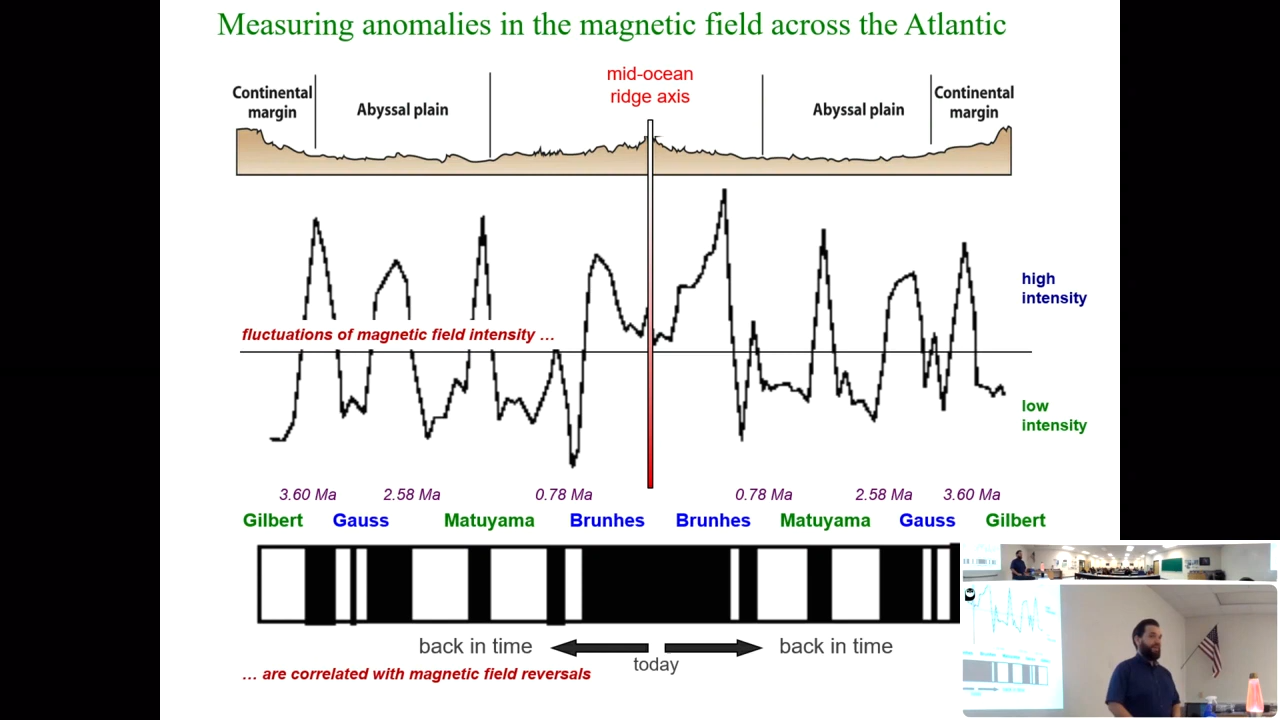 Measuring anomalies in the magnetic field across the Atlantic
mid-ocean
ridge axis
Continental
margin
Abyssal plain
Abyssal plain
Continental
margin
high
intensity
fluctuations of magnetic field intensity ...
low
intensity
3.60 Ma 2.58 Ma 0.78 Ma 0.78 Ma 2.58 Ma 3.60 Ma
Gilbert Gauss Matuyama Brunhes Brunhes Matuyama Gauss Gilbert
back in time back in time
today
... are correlated with magnetic field reversals